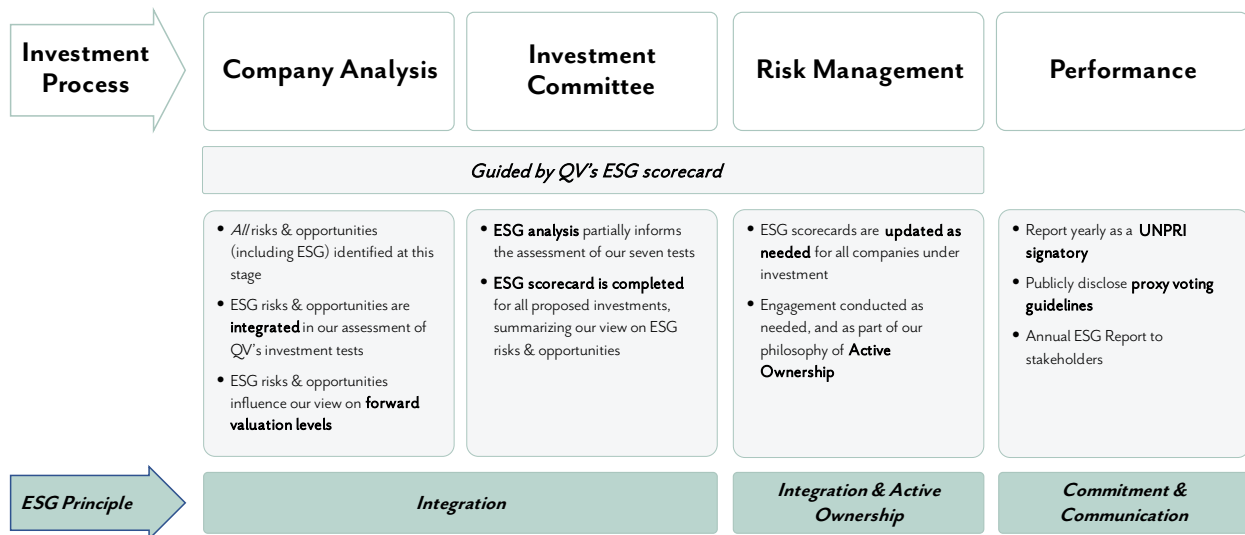 Investment
Process
Company Analysis
Investment
Committee
Risk Management
Performance
Guided by QV's ESG scorecard
• All risks & opportunities
(including ESG) identified at this
stage
• ESG risks & opportunities are
integrated in our assessment of
QV's investment tests
• ESG risks & opportunities
influence our view on forward
valuation levels
• ESG analysis partially informs
the assessment of our seven tests
• ESG scorecard is completed
for all proposed investments,
summarizing our view on ESG
risks & opportunities
• ESG scorecards are updated as
needed for all companies under
investment
• Engagement conducted as
needed, and as part of our
philosophy of Active
Ownership
• Report yearly as a UNPRI
signatory
• Publicly disclose proxy voting
guidelines
• Annual ESG Report to
stakeholders
ESG Principle
Integration
Integration & Active
Ownership
Commitment &
Communication